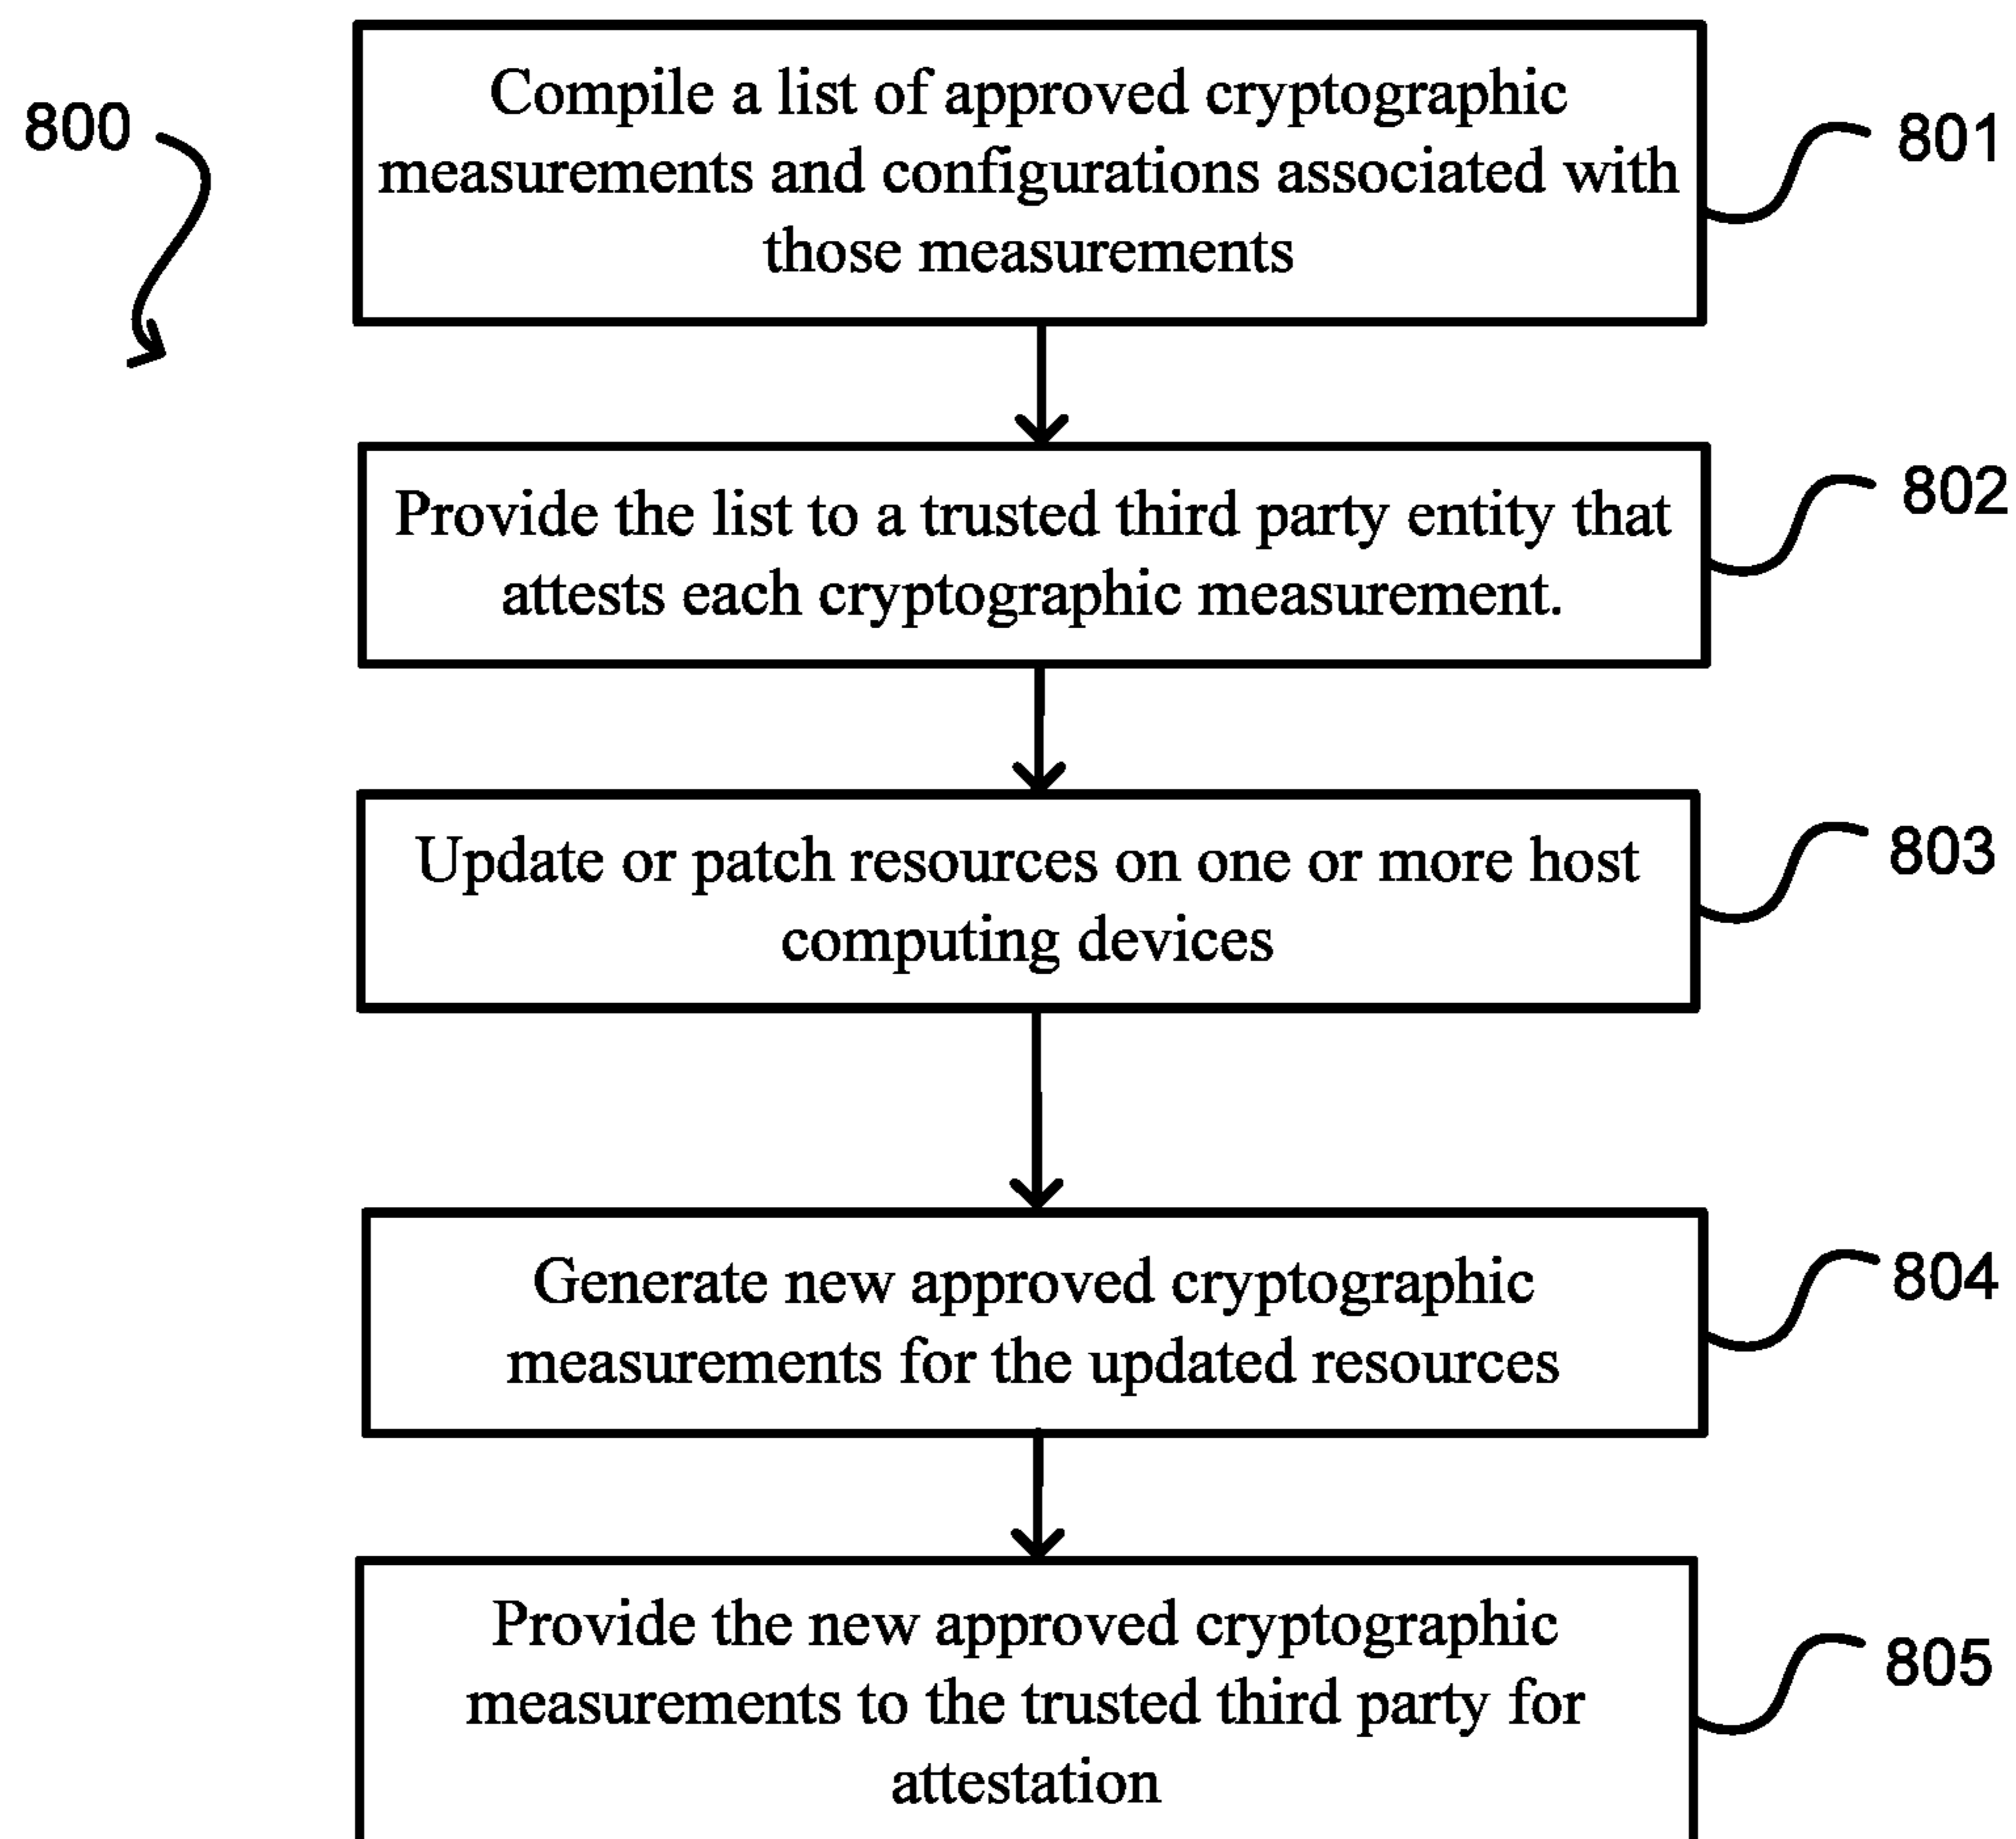 800
Compile a list of approved cryptographic
measurements and configurations associated with
those measurements
801
Provide the list to a trusted third party entity that
attests each cryptographic measurement.
802
Update or patch resources on one or more host
computing devices
803
Generate new approved cryptographic
measurements for the updated resources
804
Provide the new approved cryptographic
measurements to the trusted third party for
attestation
805